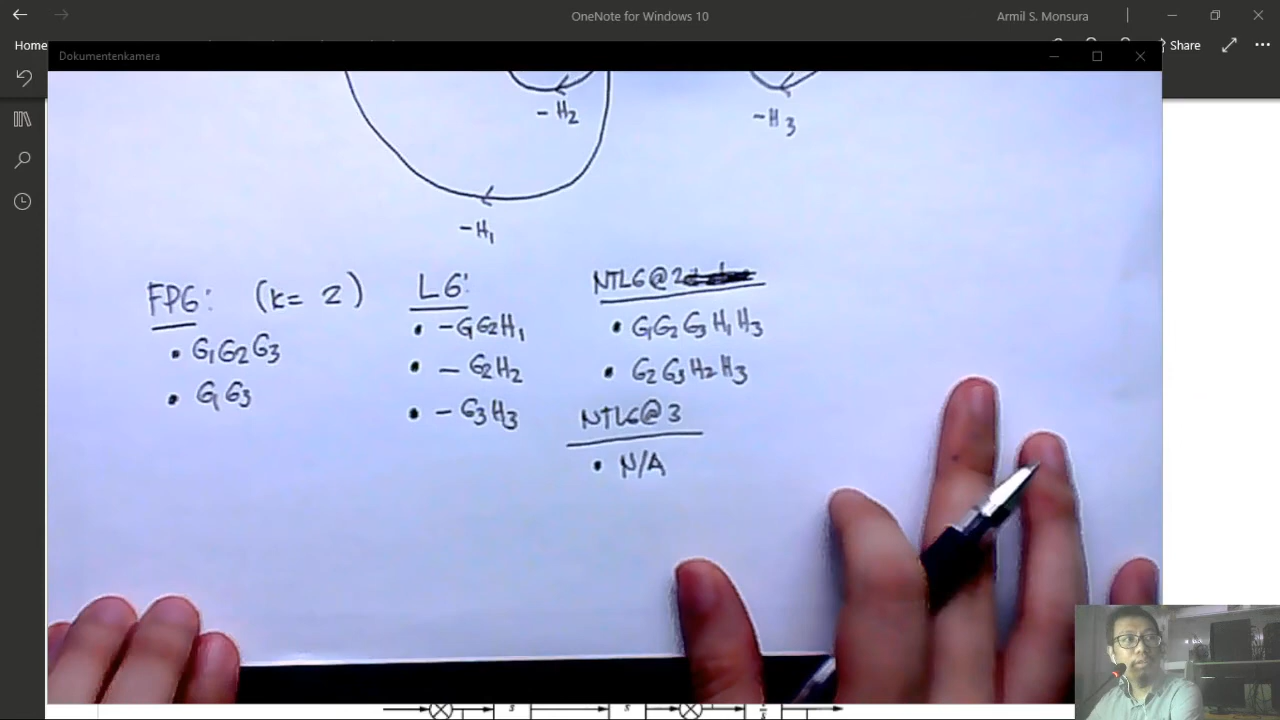 OneNote for Windows 10
Armil S. Monsura
Home
Share
Dokumentenkamera
-H2
-H3
-H1
FPG: (k= 2)
• G1G2G3
• G1G3
LG:
• -G1G2H1
• -G2H2
• -G3H3
NTLG@2
• G1G2G3H1H3
• G2G3H2H3
NTLG@3
• N/A
s
s
1/s